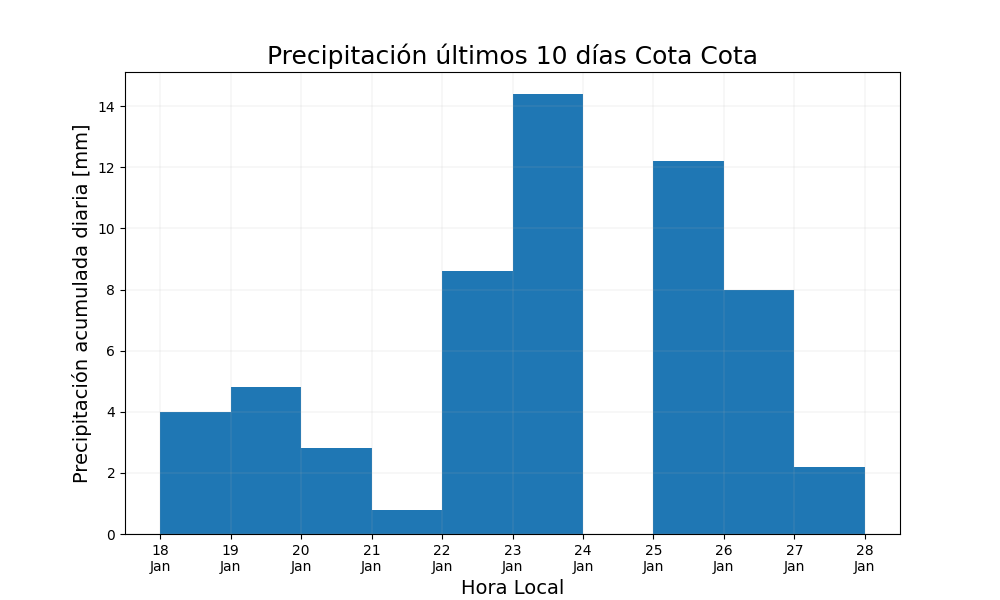 Precipitación últimos 10 días Cota Cota
Precipitación acumulada diaria [mm]
14
12
10
8
6
4
2
0
18 19 20 21 22 23 24 25 26 27 28
Jan Jan Jan Jan Jan Jan Jan Jan Jan Jan Jan
Hora Local